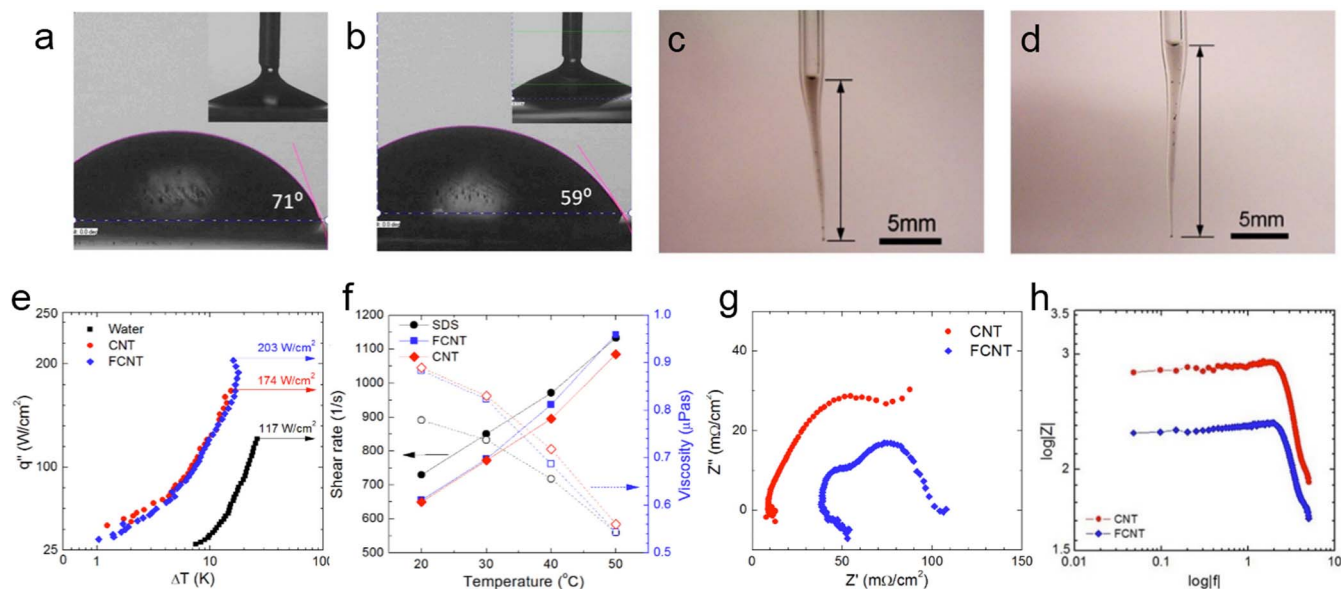 a
71°
b
59°
c
5mm
d
5mm
e
250
200
100
25
q" (W/cm²)
Water
CNT
FCNT
203 W/cm²
174 W/cm²
117 W/cm²
0
1
10
100
ΔT (K)
f
1200
1100
1000
900
800
700
600
500
Shear rate (1/s)
SDS
FCNT
CNT
1.0
0.9
0.8
0.7
0.6
0.5
Viscosity (μPas)
20
30
40
50
Temperature (°C)
g
40
20
0
Z" (mΩ/cm²)
CNT
FCNT
0
50
100
150
Z' (mΩ/cm²)
h
3.5
3
2
1.5
log|Z|
CNT
FCNT
0.01
0.1
1
10
log|f|